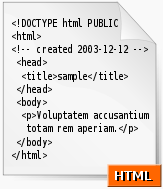 <!DOCTYPE html PUBLIC
<html>
<!-- created 2003-12-12 -->
<head>
<title>sample</title>
</head>
<body>
<p>Voluptatem accusantium
totam rem aperiam.</p>
</body>
</html>
HTML